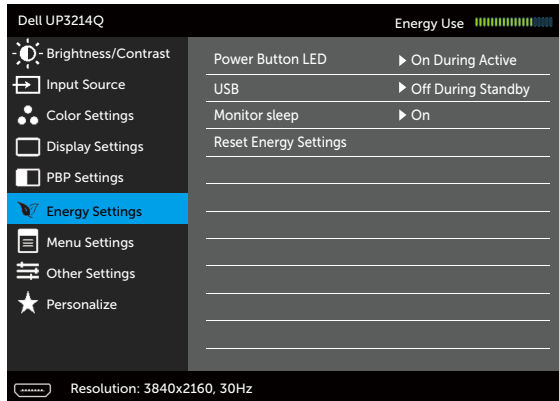 Dell UP3214Q
Energy Use
Brightness/Contrast
Input Source
Color Settings
Display Settings
PBP Settings
Energy Settings
Menu Settings
Other Settings
Personalize
Power Button LED On During Active
USB Off During Standby
Monitor sleep On
Reset Energy Settings
Resolution: 3840x2160, 30Hz